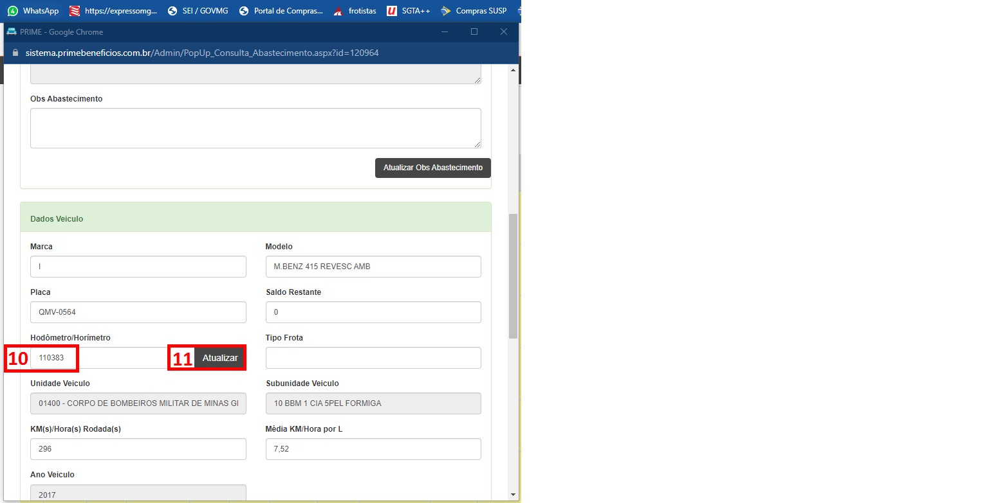 WhatsApp https://expressomg... SEI / GOVMG Portal de Compras... frotistas SGTA++ Compras SUSP
PRIME - Google Chrome
sistema.primebeneficios.com.br/Admin/PopUp_Consulta_Abastecimento.aspx?id=120964
Obs Abastecimento
Atualizar Obs Abastecimento
Dados Veiculo
Marca Modelo
I M.BENZ 415 REVESC AMB
Placa Saldo Restante
QMV-0564 0
Hodômetro/Horímetro Tipo Frota
10 110383 11 Atualizar
Unidade Veiculo Subunidade Veiculo
01400 - CORPO DE BOMBEIROS MILITAR DE MINAS GI 10 BBM 1 CIA 5PEL FORMIGA
KM(s)/Hora(s) Rodada(s) Média KM/Hora por L
296 7,52
Ano Veiculo
2017